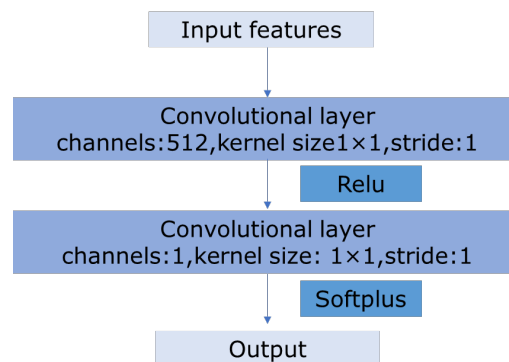 Input features
Convolutional layer
channels:512,kernel size1×1,stride:1
Relu
Convolutional layer
channels:1,kernel size: 1×1,stride:1
Softplus
Output